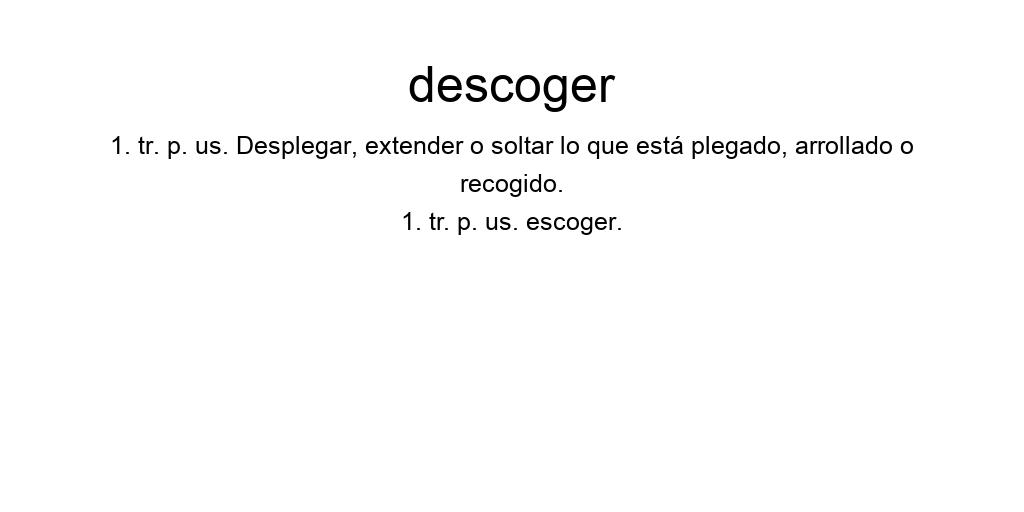 descoger
1. tr. p. us. Desplegar, extender o soltar lo que está plegado, arrollado o
recogido.
1. tr. p. us. escoger.